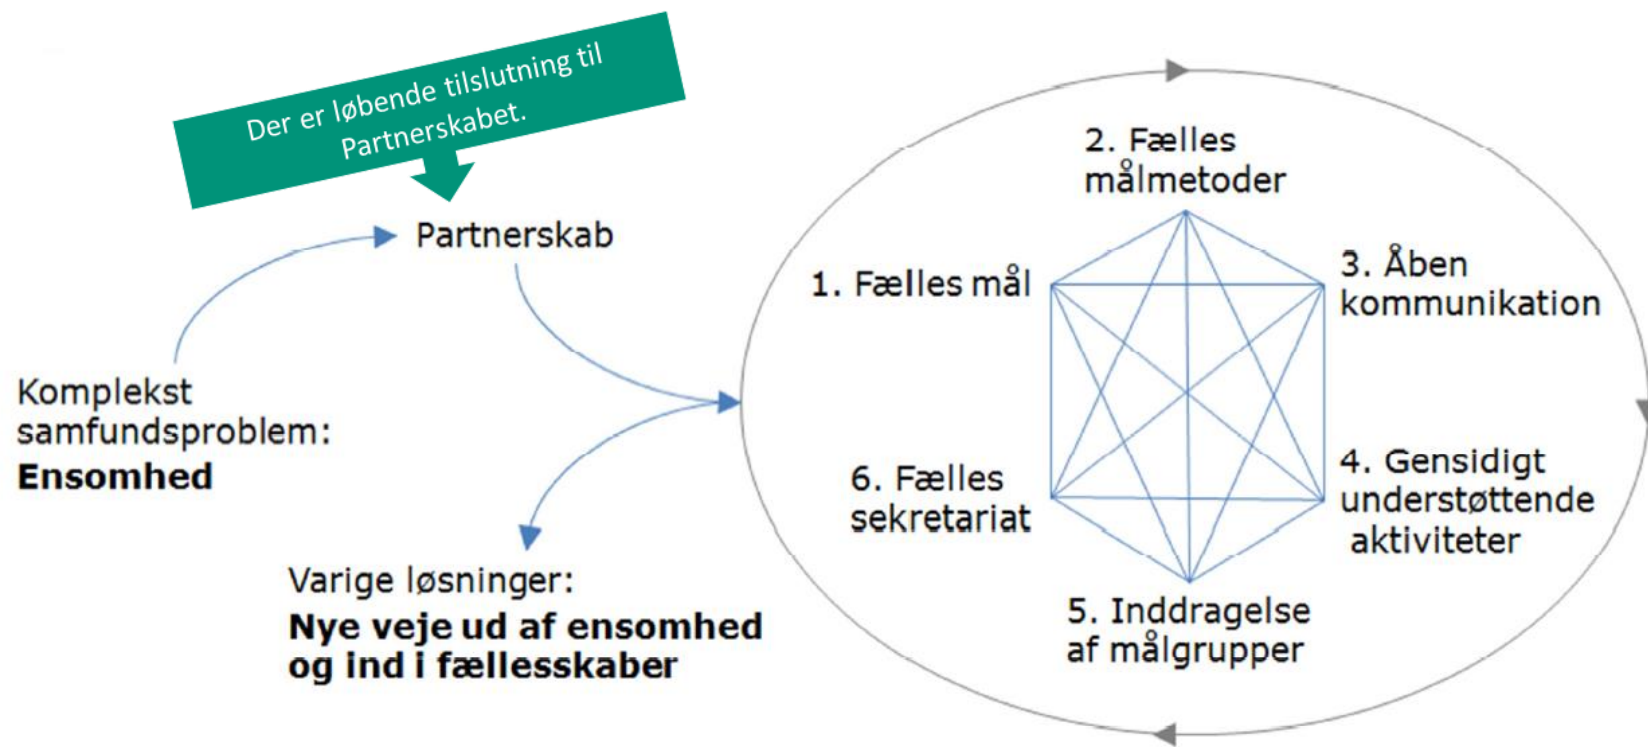 Der er løbende tilslutning til
Partnerskabet.
Partnerskab
Komplekst
samfundsproblem:
Ensomhed
Varige løsninger:
Nye veje ud af ensomhed
og ind i fællesskaber
1. Fælles mål
2. Fælles
målmetoder
3. Åben
kommunikation
4. Gensidigt
understøttende
aktiviteter
5. Inddragelse
af målgrupper
6. Fælles
sekretariat